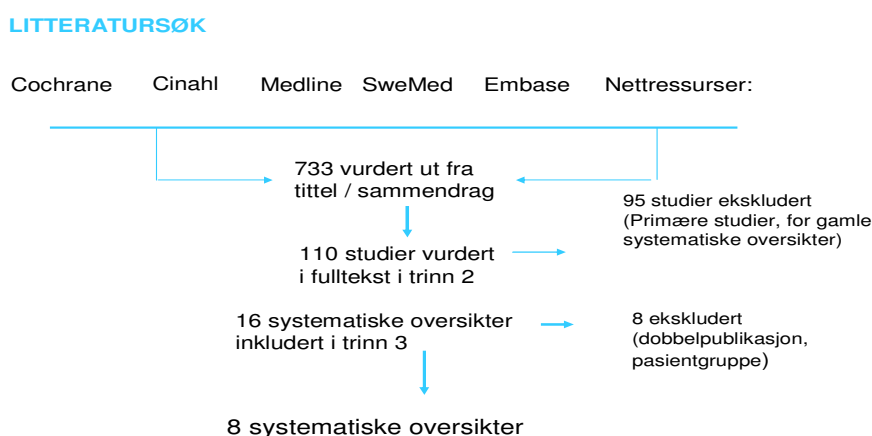 LITTERATURSØK
Cochrane Cinahl Medline SweMed Embase Nettressurser:
733 vurdert ut fra
tittel / sammendrag
95 studier ekskludert
(Primære studier, for gamle
systematiske oversikter)
110 studier vurdert
i fulltekst i trinn 2
16 systematiske oversikter
inkludert i trinn 3
8 ekskludert
(dobbelpublikasjon,
pasientgruppe)
8 systematiske oversikter